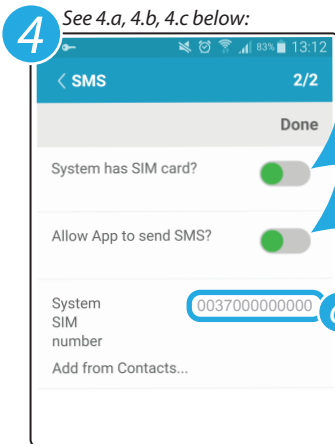 4
See 4.a, 4.b, 4.c below:
83% 13:12
< SMS 2/2
Done
System has SIM card?
Allow App to send SMS?
System 0037000000000
SIM
number
Add from Contacts...